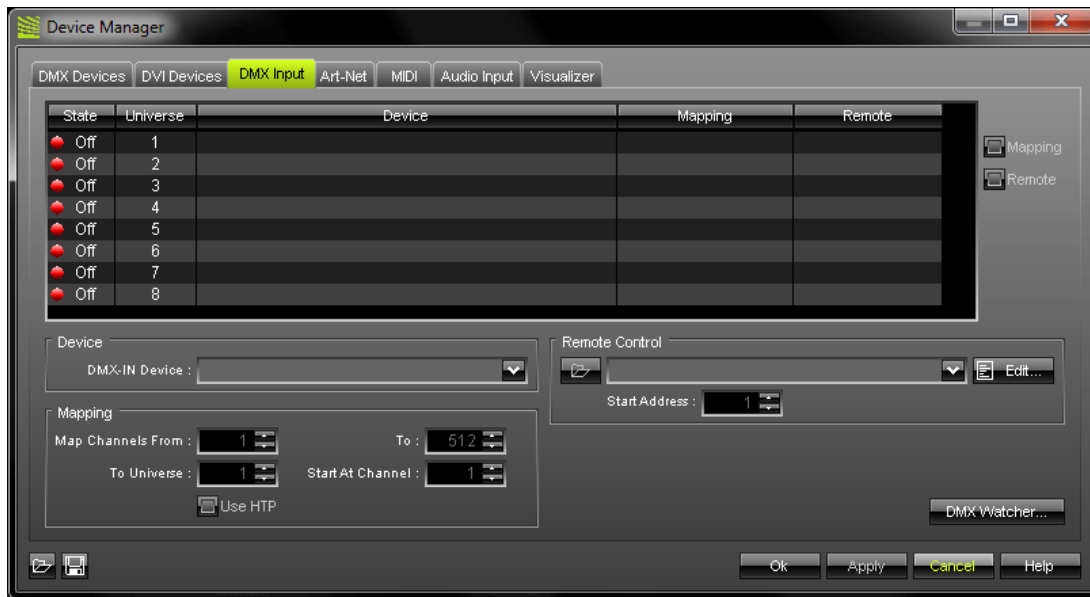 Device Manager
DMX Devices DVI Devices DMX Input Art-Net MIDI Audio Input Visualizer
State Universe Device Mapping Remote
Off 1
Off 2
Off 3
Off 4
Off 5
Off 6
Off 7
Off 8
Mapping
Remote
Device
DMX-IN Device :
Remote Control
Edit...
Start Address : 1
Mapping
Map Channels From : 1 To : 512
To Universe : 1 Start At Channel : 1
Use HTP
DMX Watcher...
Ok Apply Cancel Help